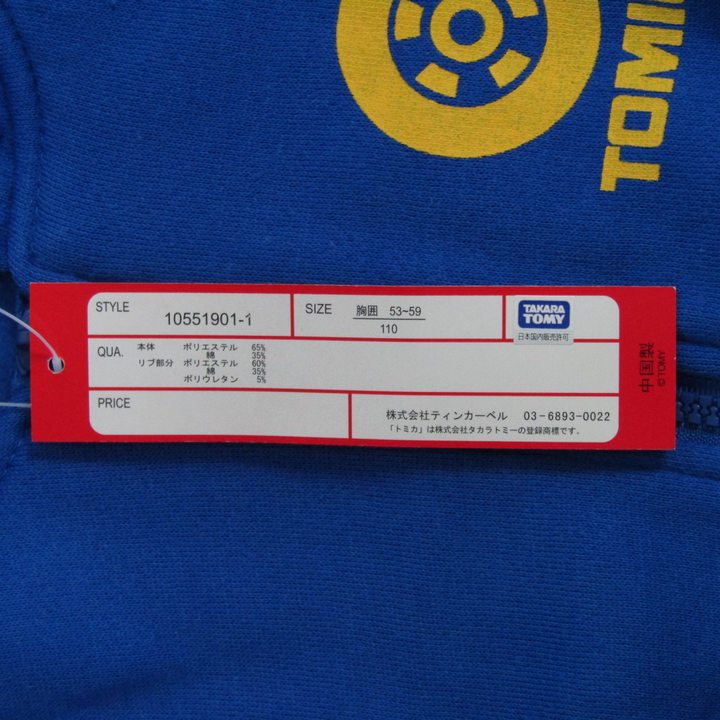 TOMI
STYLE
10551901-1
SIZE
胸囲 53~59
110
TAKARA
TOMY
日本国内販売許可
QUA.
本体 ポリエステル 65%
綿 35%
リブ部分 ポリエステル 60%
綿 35%
ポリウレタン 5%
PRICE
株式会社ティンカーベル 03-6893-0022
「トミカ」は株式会社タカラトミーの登録商標です。
中国製
© TOMY